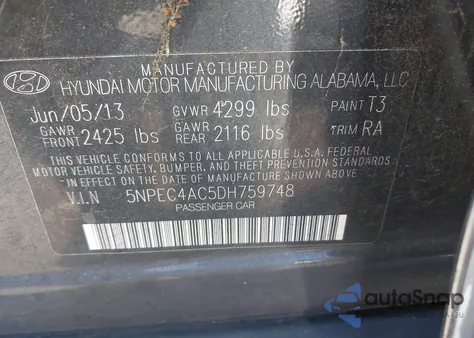 MANUFACTURED BY
HYUNDAI MOTOR MANUFACTURING ALABAMA, LLC
Jun/05/13 GVWR 4299 lbs PAINT T3
GAWR FRONT 2425 lbs GAWR REAR 2116 lbs TRIM RA
THIS VEHICLE CONFORMS TO ALL APPLICABLE U.S.A FEDERAL
MOTOR VEHICLE SAFETY, BUMPER, AND THEFT PREVENTION STANDARDS
IN EFFECT ON THE DATE OF MANUFACTURE SHOWN ABOVE.
V.I.N 5NPEC4AC5DH759748
PASSENGER CAR
autoSnap